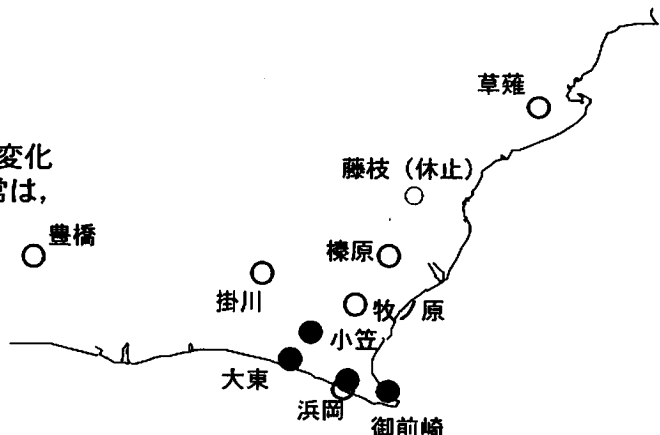 草薙
変化
常は,
藤枝（休止）
豊橋
榛原
掛川
牧ノ原
小笠
大東
浜岡
御前崎